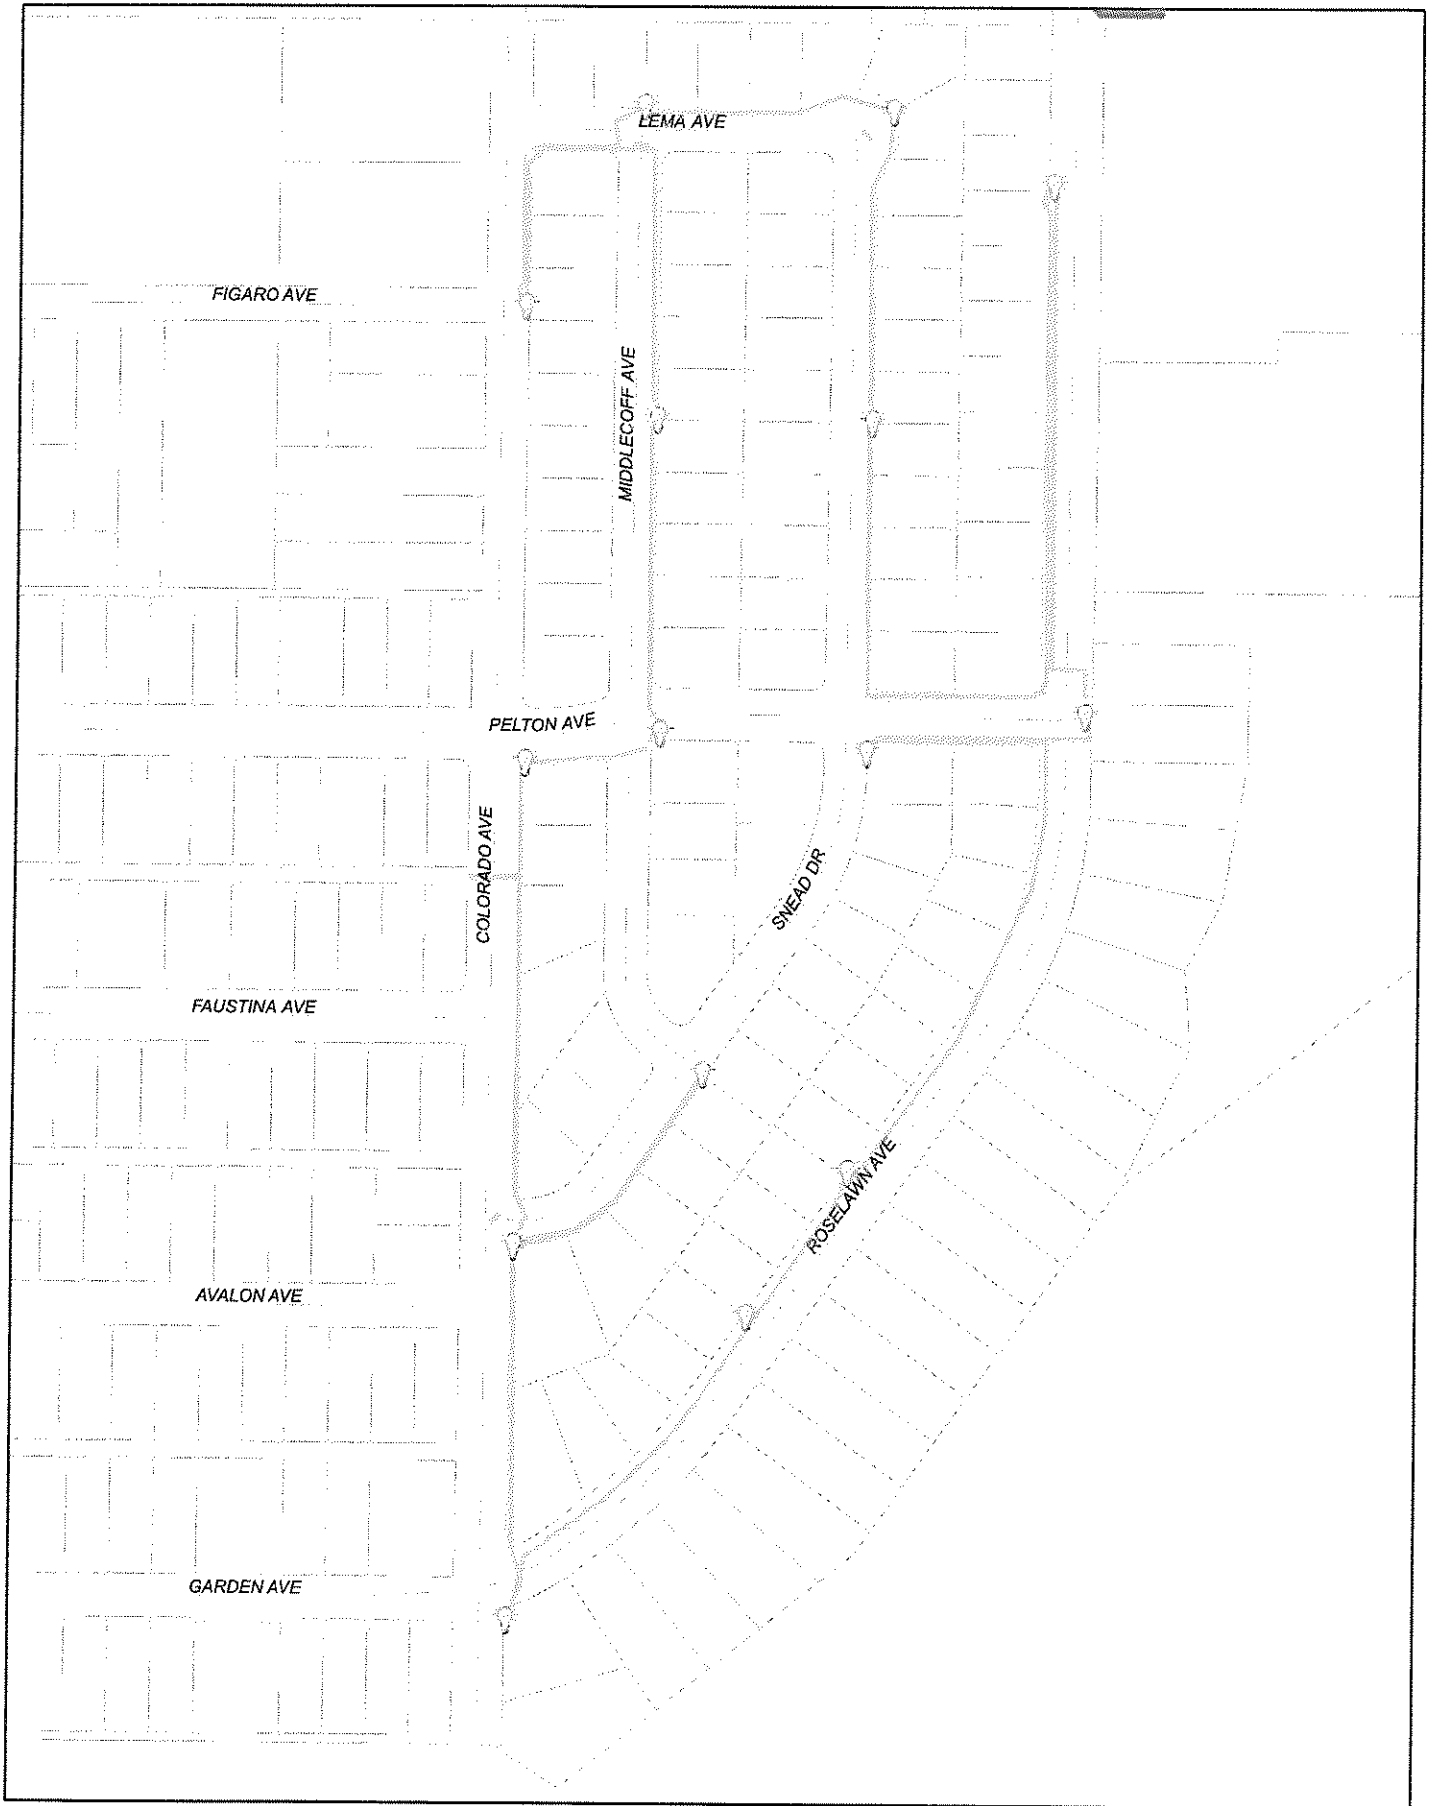 LEMA AVE
FIGARO AVE
MIDDLECOFF AVE
PELTON AVE
COLORADO AVE
SNEAD DR
FAUSTINA AVE
ROSELAWN AVE
AVALON AVE
GARDEN AVE